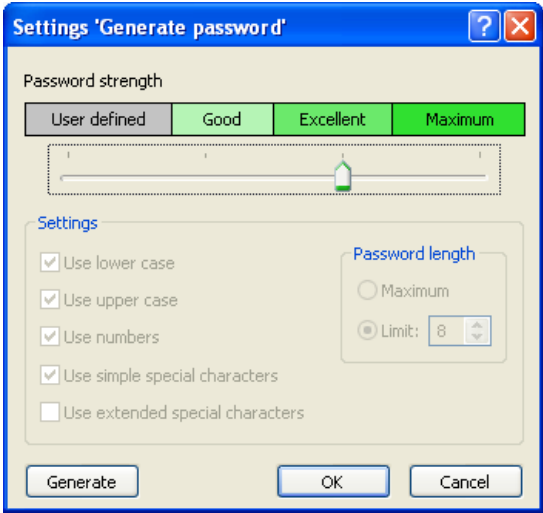 Settings 'Generate password'
?
Password strength
User defined Good Excellent Maximum
Settings
Use lower case
Use upper case
Use numbers
Use simple special characters
Use extended special characters
Password length
Maximum
Limit: 8
Generate OK Cancel